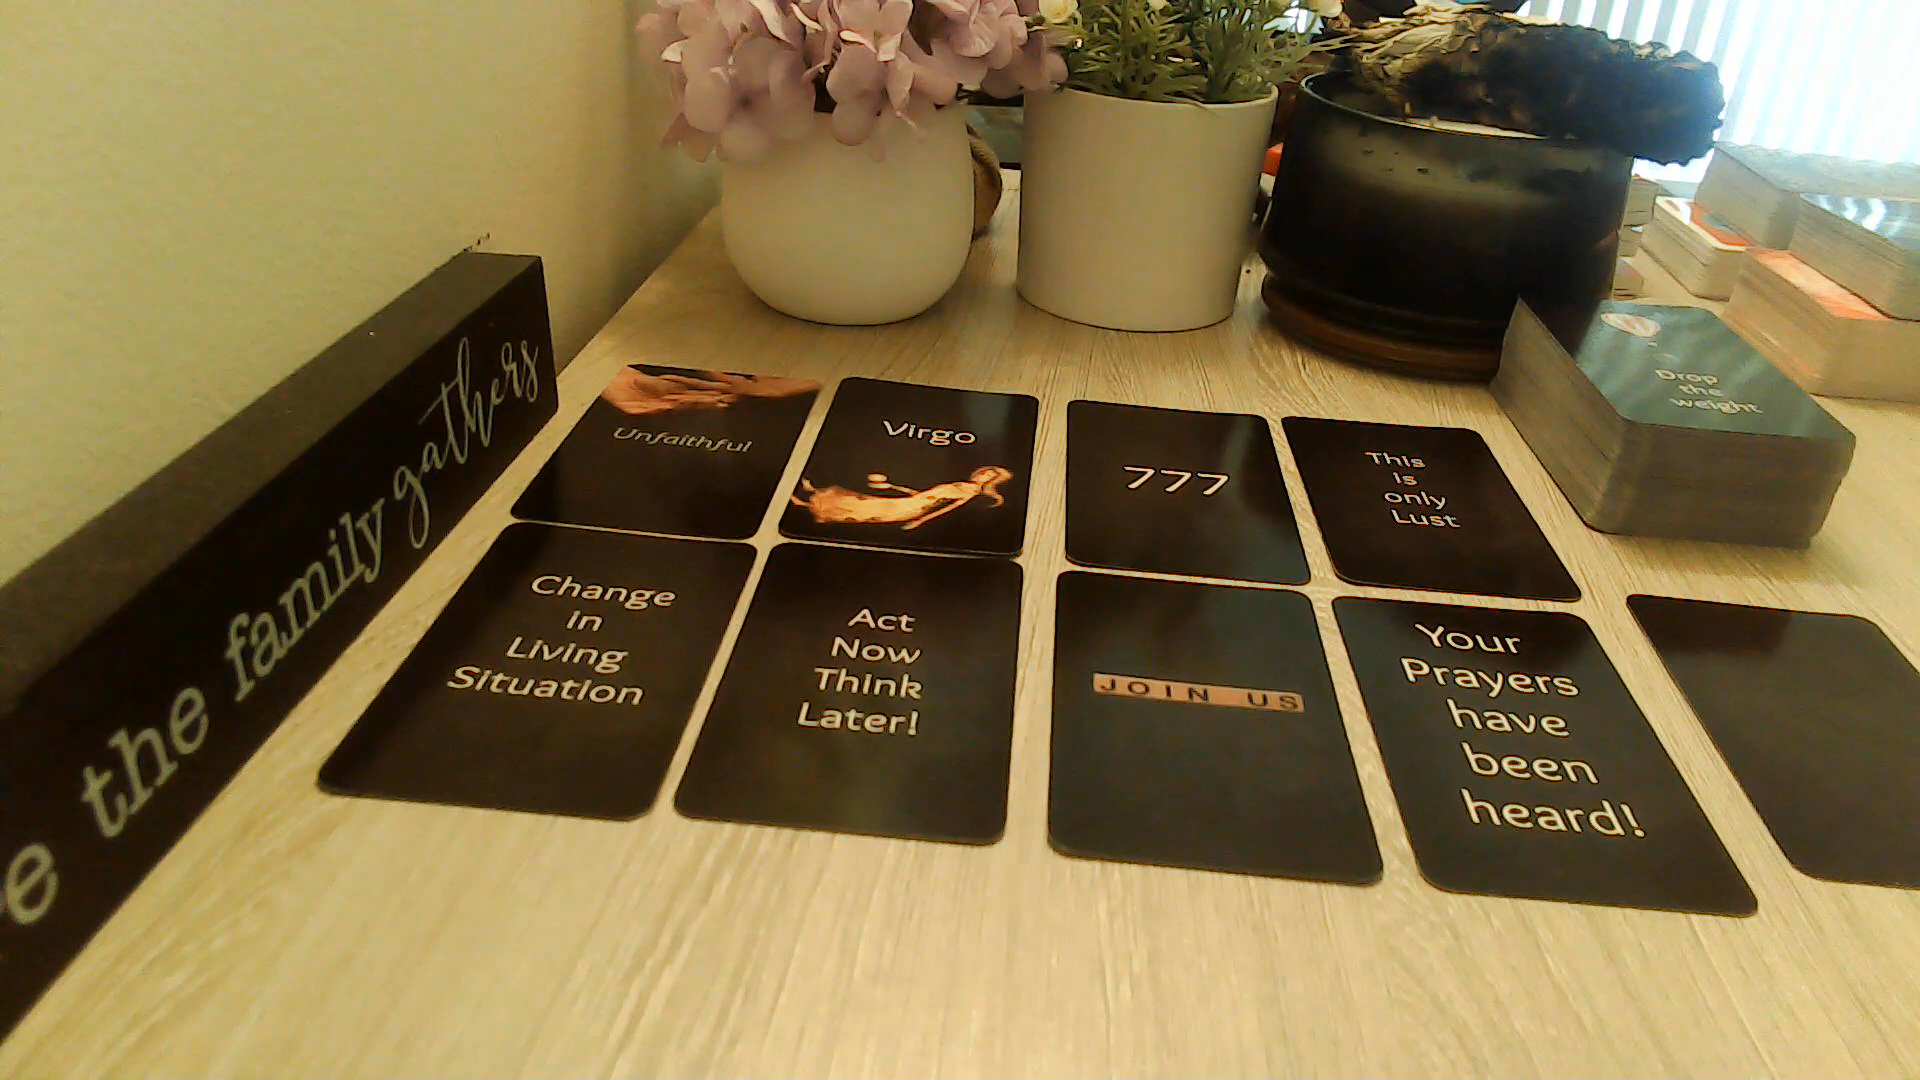 e the family gathers
Unfaithful
Virgo
777
This
is
only
Lust
Drop
the
weight
Change
in
Living
Situation
Act
Now
Think
Later!
JOIN US
Your
Prayers
have
been
heard!